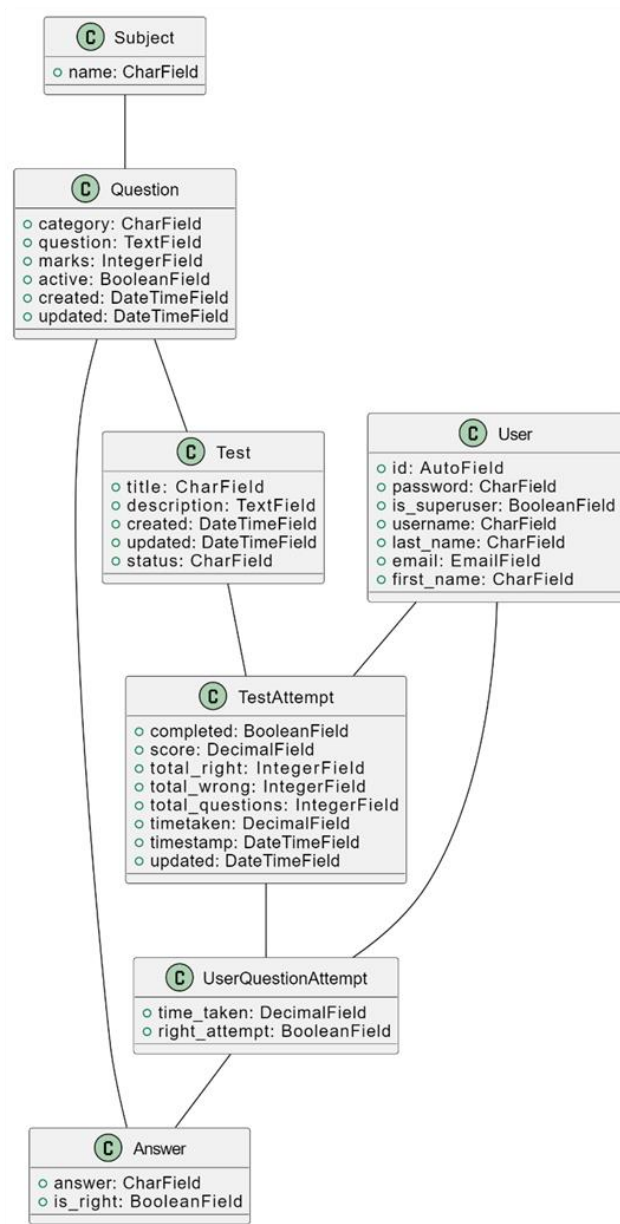 C Subject
name: CharField
C Question
category: CharField
question: TextField
marks: IntegerField
active: BooleanField
created: DateTimeField
updated: DateTimeField
C Test
title: CharField
description: TextField
created: DateTimeField
updated: DateTimeField
status: CharField
C User
id: AutoField
password: CharField
is_superuser: BooleanField
username: CharField
last_name: CharField
email: EmailField
first_name: CharField
C TestAttempt
completed: BooleanField
score: DecimalField
total_right: IntegerField
total_wrong: IntegerField
total_questions: IntegerField
timetaken: DecimalField
timestamp: DateTimeField
updated: DateTimeField
C UserQuestionAttempt
time_taken: DecimalField
right_attempt: BooleanField
C Answer
answer: CharField
is_right: BooleanField